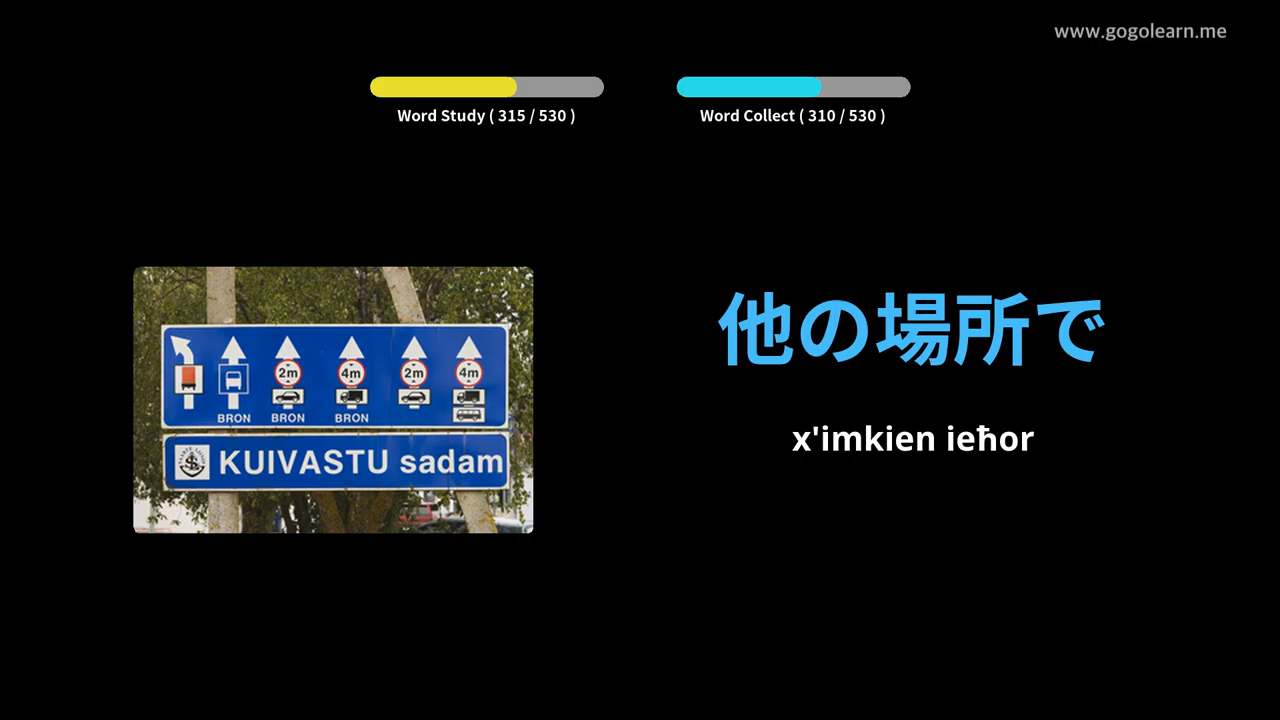 www.gogolearn.me
Word Study ( 315 / 530 )
Word Collect ( 310 / 530 )
2m 4m 2m 4m
BRON BRON BRON
KUIVASTU sadam
他の場所で
x'imkien ieħor